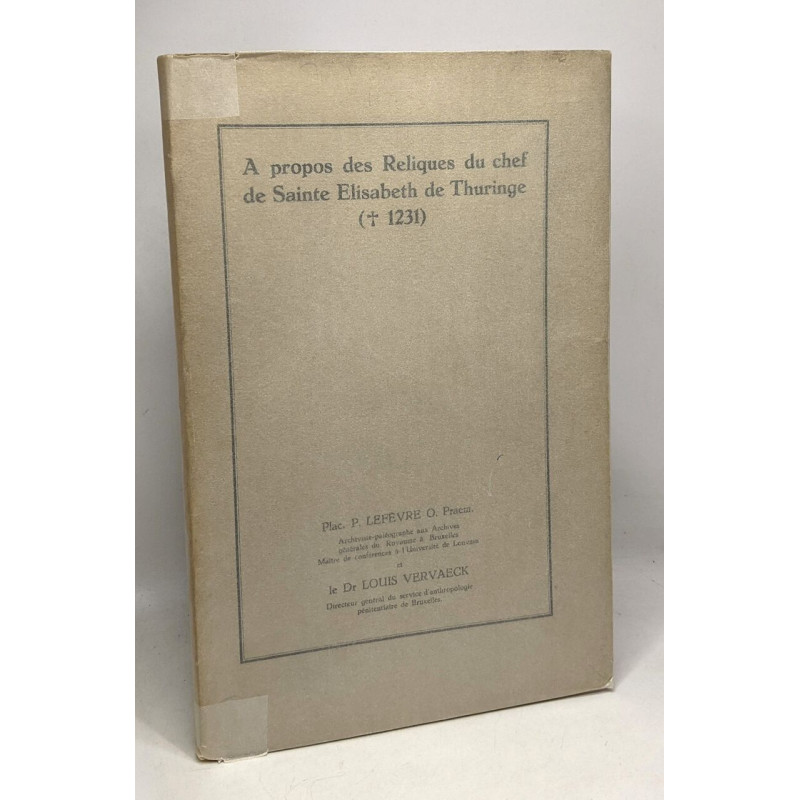 A propos des Reliques du chef
de Sainte Elisabeth de Thuringe
(† 1231)
Plac. P. LEFÈVRE O. Praem.
Archiviste-paléographe aux Archives
générales du Royaume à Bruxelles
Maître de conférences à l'Université de Louvain
et
le Dr LOUIS VERVAECK
Directeur général du service d'anthropologie
pénitentiaire de Bruxelles.